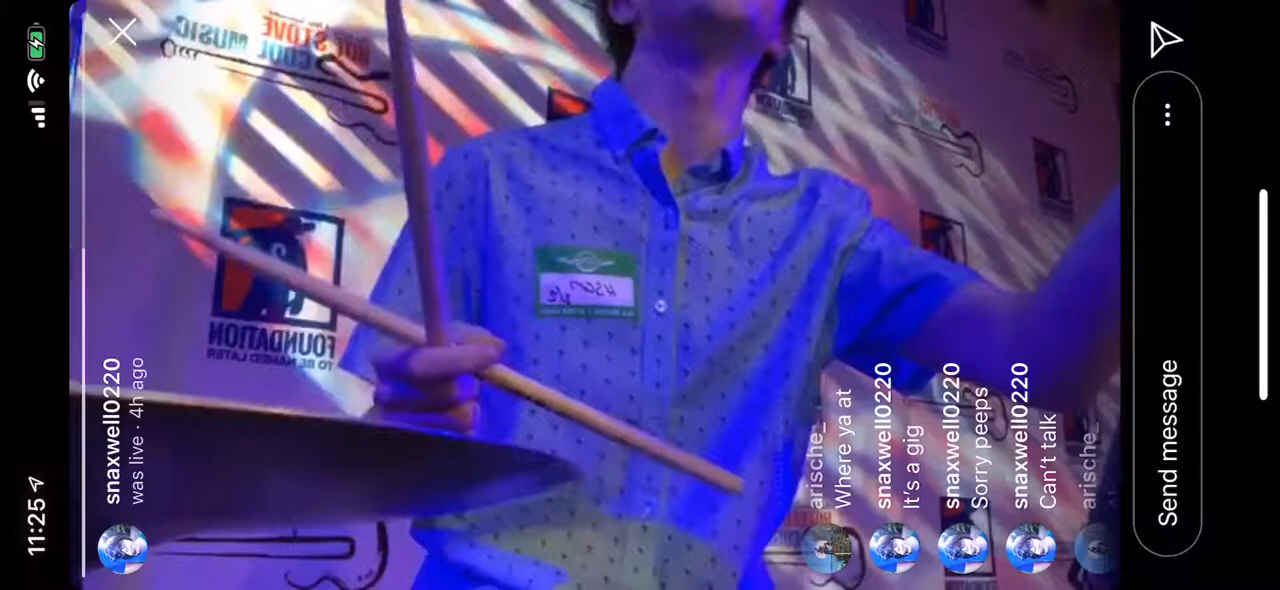 11:25
snaxwell0220
was live · 4h ago
HOT STOVE
COOL MUSIC
FOUNDATION
TO BE NAMED LATER
arische_
Where ya at
snaxwell0220
It's a gig
snaxwell0220
Sorry peeps
snaxwell0220
Can't talk
arische_
Send message